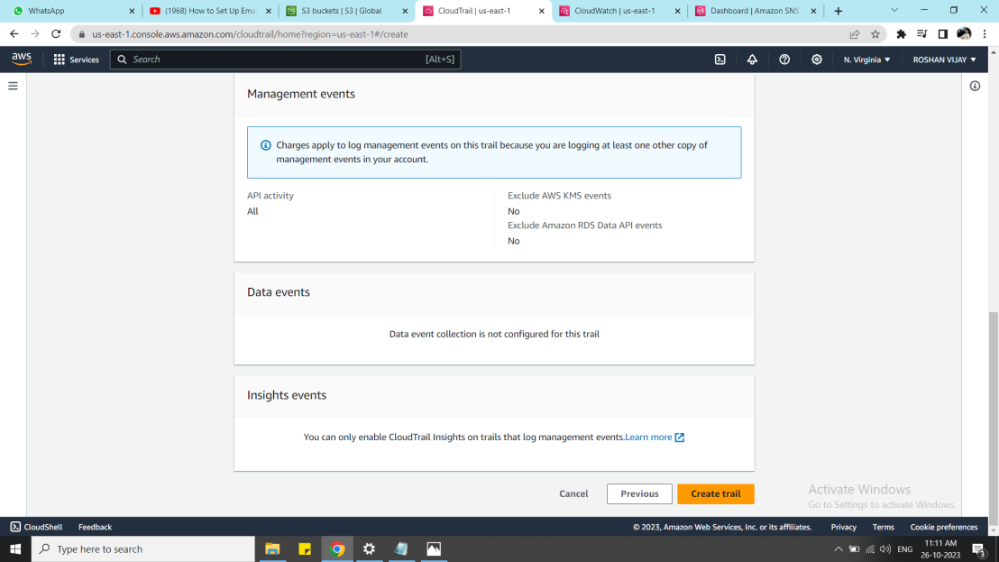 WhatsApp
(1968) How to Set Up Emai
S3 buckets | S3 | Global
CloudTrail | us-east-1
CloudWatch | us-east-1
Dashboard | Amazon SNS
us-east-1.console.aws.amazon.com/cloudtrail/home?region=us-east-1#/create
aws
Services
Search
[Alt+S]
N. Virginia
ROSHAN VIJAY
Management events
Charges apply to log management events on this trail because you are logging at least one other copy of
management events in your account.
API activity
All
Exclude AWS KMS events
No
Exclude Amazon RDS Data API events
No
Data events
Data event collection is not configured for this trail
Insights events
You can only enable CloudTrail Insights on trails that log management events.Learn more
Cancel
Previous
Create trail
Activate Windows
Go to Settings to activate Windows.
CloudShell
Feedback
© 2023, Amazon Web Services, Inc. or its affiliates.
Privacy
Terms
Cookie preferences
Type here to search
ENG
11:11 AM
26-10-2023
3